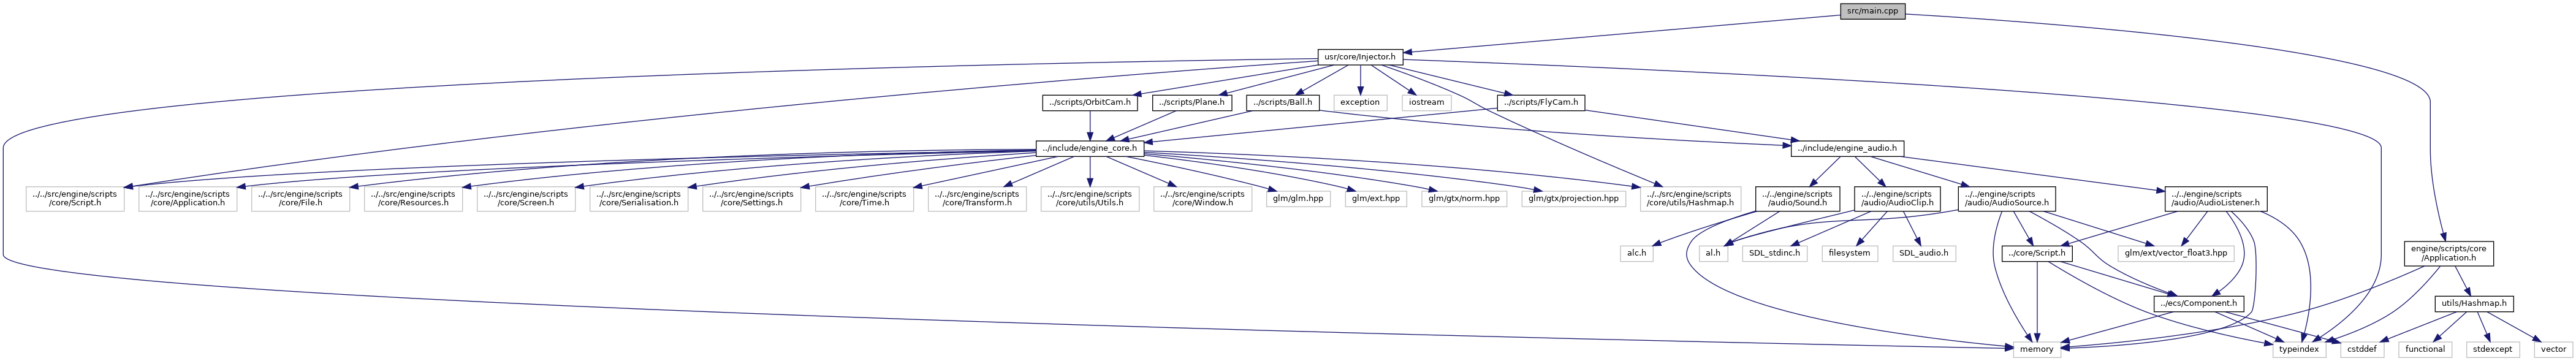 src/main.cpp
usr/core/Injector.h
../scripts/OrbitCam.h
../scripts/Plane.h
../scripts/Ball.h
exception
iostream
../scripts/FlyCam.h
../include/engine_core.h
../include/engine_audio.h
../../src/engine/scripts
/core/Script.h
../../src/engine/scripts
/core/Application.h
../../src/engine/scripts
/core/File.h
../../src/engine/scripts
/core/Resources.h
../../src/engine/scripts
/core/Screen.h
../../src/engine/scripts
/core/Serialisation.h
../../src/engine/scripts
/core/Settings.h
../../src/engine/scripts
/core/Time.h
../../src/engine/scripts
/core/Transform.h
../../src/engine/scripts
/core/utils/Utils.h
../../src/engine/scripts
/core/Window.h
glm/glm.hpp
glm/ext.hpp
glm/gtx/norm.hpp
glm/gtx/projection.hpp
../../src/engine/scripts
/core/utils/Hashmap.h
../../engine/scripts
/audio/Sound.h
../../engine/scripts
/audio/AudioClip.h
../../engine/scripts
/audio/AudioSource.h
../../engine/scripts
/audio/AudioListener.h
alc.h
al.h
SDL_stdinc.h
filesystem
SDL_audio.h
../core/Script.h
glm/ext/vector_float3.hpp
engine/scripts/core
/Application.h
../ecs/Component.h
utils/Hashmap.h
memory
typeindex
cstddef
functional
stdexcept
vector